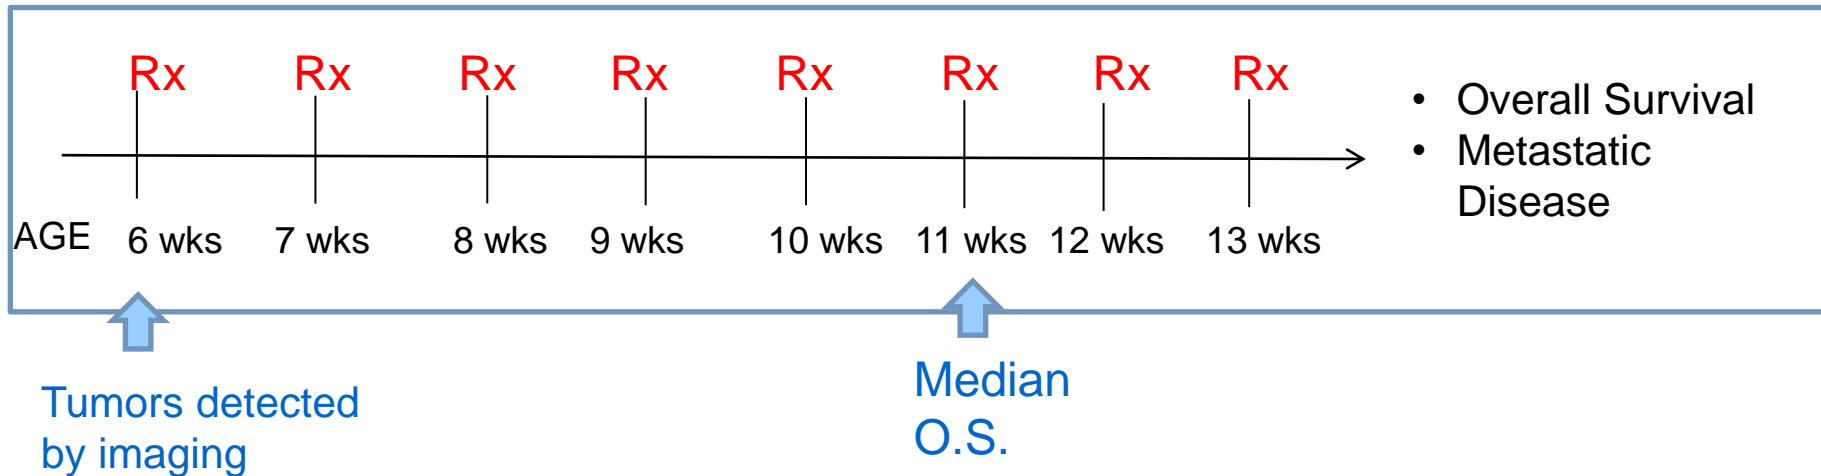 Rx Rx Rx Rx Rx Rx Rx Rx
AGE 6 wks 7 wks 8 wks 9 wks 10 wks 11 wks 12 wks 13 wks
• Overall Survival
• Metastatic
Disease
Tumors detected
by imaging
Median
O.S.